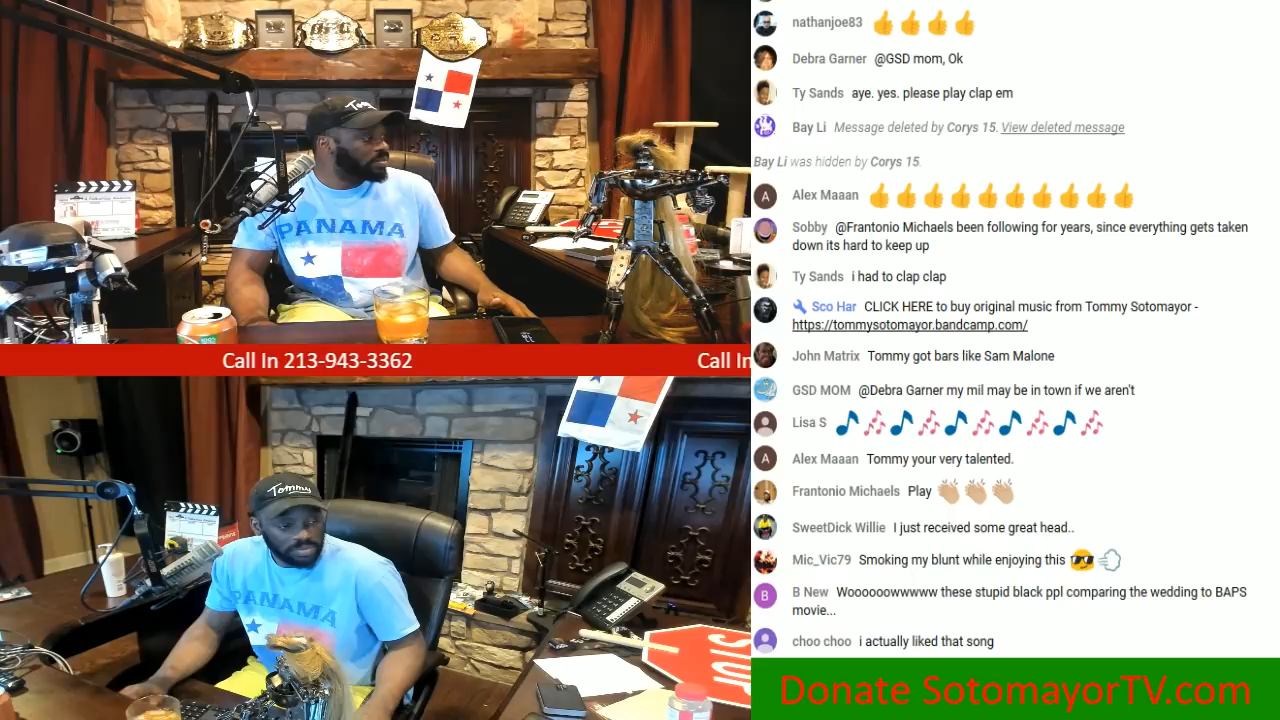 Tom
PANAMA
Call In 213-943-3362
Call In
Tommy
PANAMA
STOP
nathanjoe83 👍👍👍👍
Debra Garner @GSD mom, Ok
Ty Sands aye. yes. please play clap em
Bay Li Message deleted by Corys 15. View deleted message
Bay Li was hidden by Corys 15.
A
Alex Maaan 👍👍👍👍👍👍👍👍👍👍
Sobby @Frantonio Michaels been following for years, since everything gets taken
down its hard to keep up
Ty Sands i had to clap clap
Sco Har CLICK HERE to buy original music from Tommy Sotomayor -
https://tommysotomayor.bandcamp.com/
John Matrix Tommy got bars like Sam Malone
GSD MOM @Debra Garner my mil may be in town if we aren't
Lisa S 🎵🎶🎵🎶🎵🎶🎵🎶🎵🎶
A
Alex Maaan Tommy your very talented.
Frantonio Michaels Play 👏🏼👏🏼👏🏼
SweetDick Willie I just received some great head..
Mic_Vic79 Smoking my blunt while enjoying this 😎💨
B
B New Woooooowwwww these stupid black ppl comparing the wedding to BAPS
movie...
choo choo i actually liked that song
Donate SotomayorTV.com